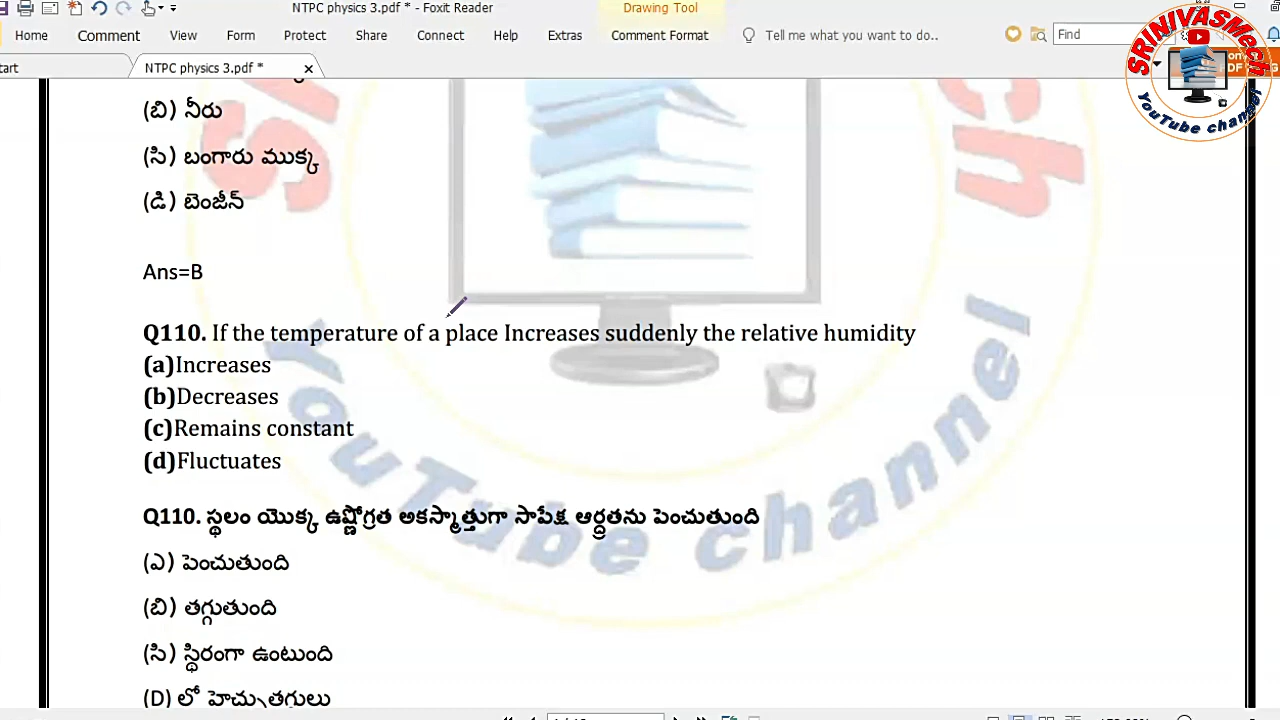 NTPC physics 3.pdf * - Foxit Reader
Drawing Tool
Home Comment View Form Protect Share Connect Help Extras Comment Format Tell me what you want to do.. Find
tart NTPC physics 3.pdf *
SRINIVASMech
YouTube channel
(బి) నీరు
(సి) బంగారు ముక్క
(డి) బెంజీన్
Ans=B
Q110. If the temperature of a place Increases suddenly the relative humidity
(a)Increases
(b)Decreases
(c)Remains constant
(d)Fluctuates
Q110. స్థలం యొక్క ఉష్ణోగ్రత అకస్మాత్తుగా సాపేక్ష ఆర్ద్రతను పెంచుతుంది
(ఎ) పెంచుతుంది
(బి) తగ్గుతుంది
(సి) స్థిరంగా ఉంటుంది
(D) లో హెచ్చుతగ్గులు
YouTube channel